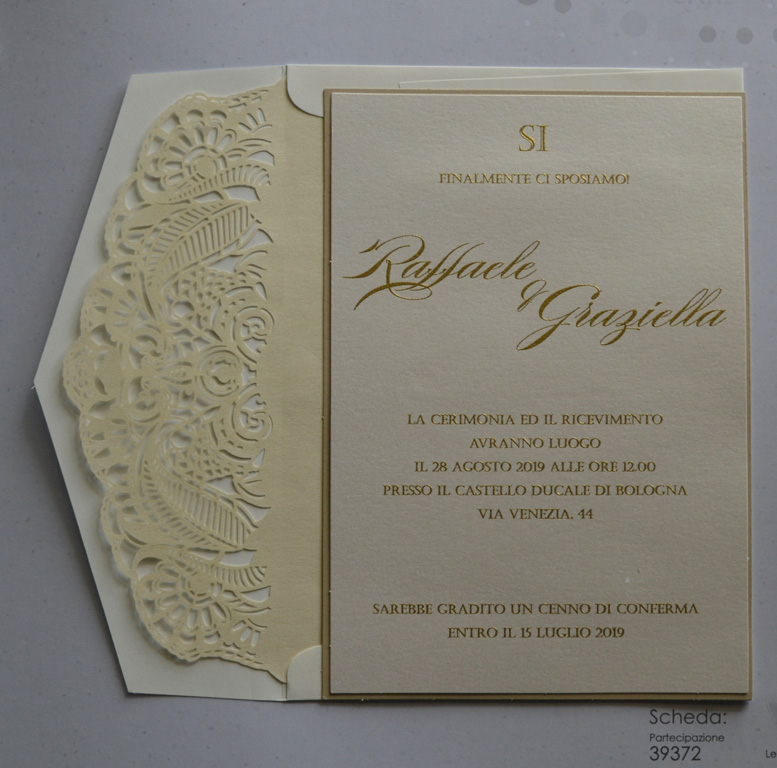 SI
FINALMENTE CI SPOSIAMO!
Raffaele
& Graziella
LA CERIMONIA ED IL RICEVIMENTO
AVRANNO LUOGO
IL 28 AGOSTO 2019 ALLE ORE 12.00
PRESSO IL CASTELLO DUCALE DI BOLOGNA
VIA VENEZIA, 44
SAREBBE GRADITO UN CENNO DI CONFERMA
ENTRO IL 15 LUGLIO 2019
Scheda:
Partecipazione
39372